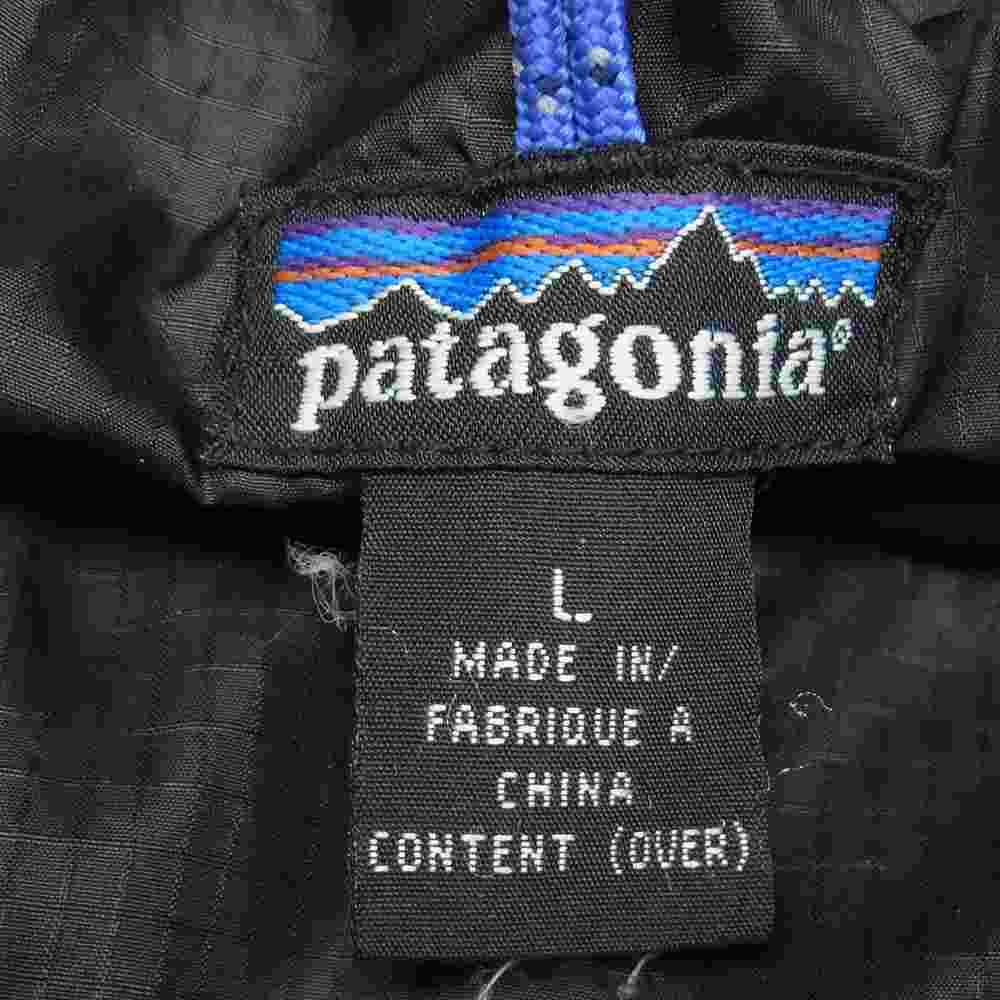 patagonia®
L
MADE IN/
FABRIQUE A
CHINA
CONTENT (OVER)